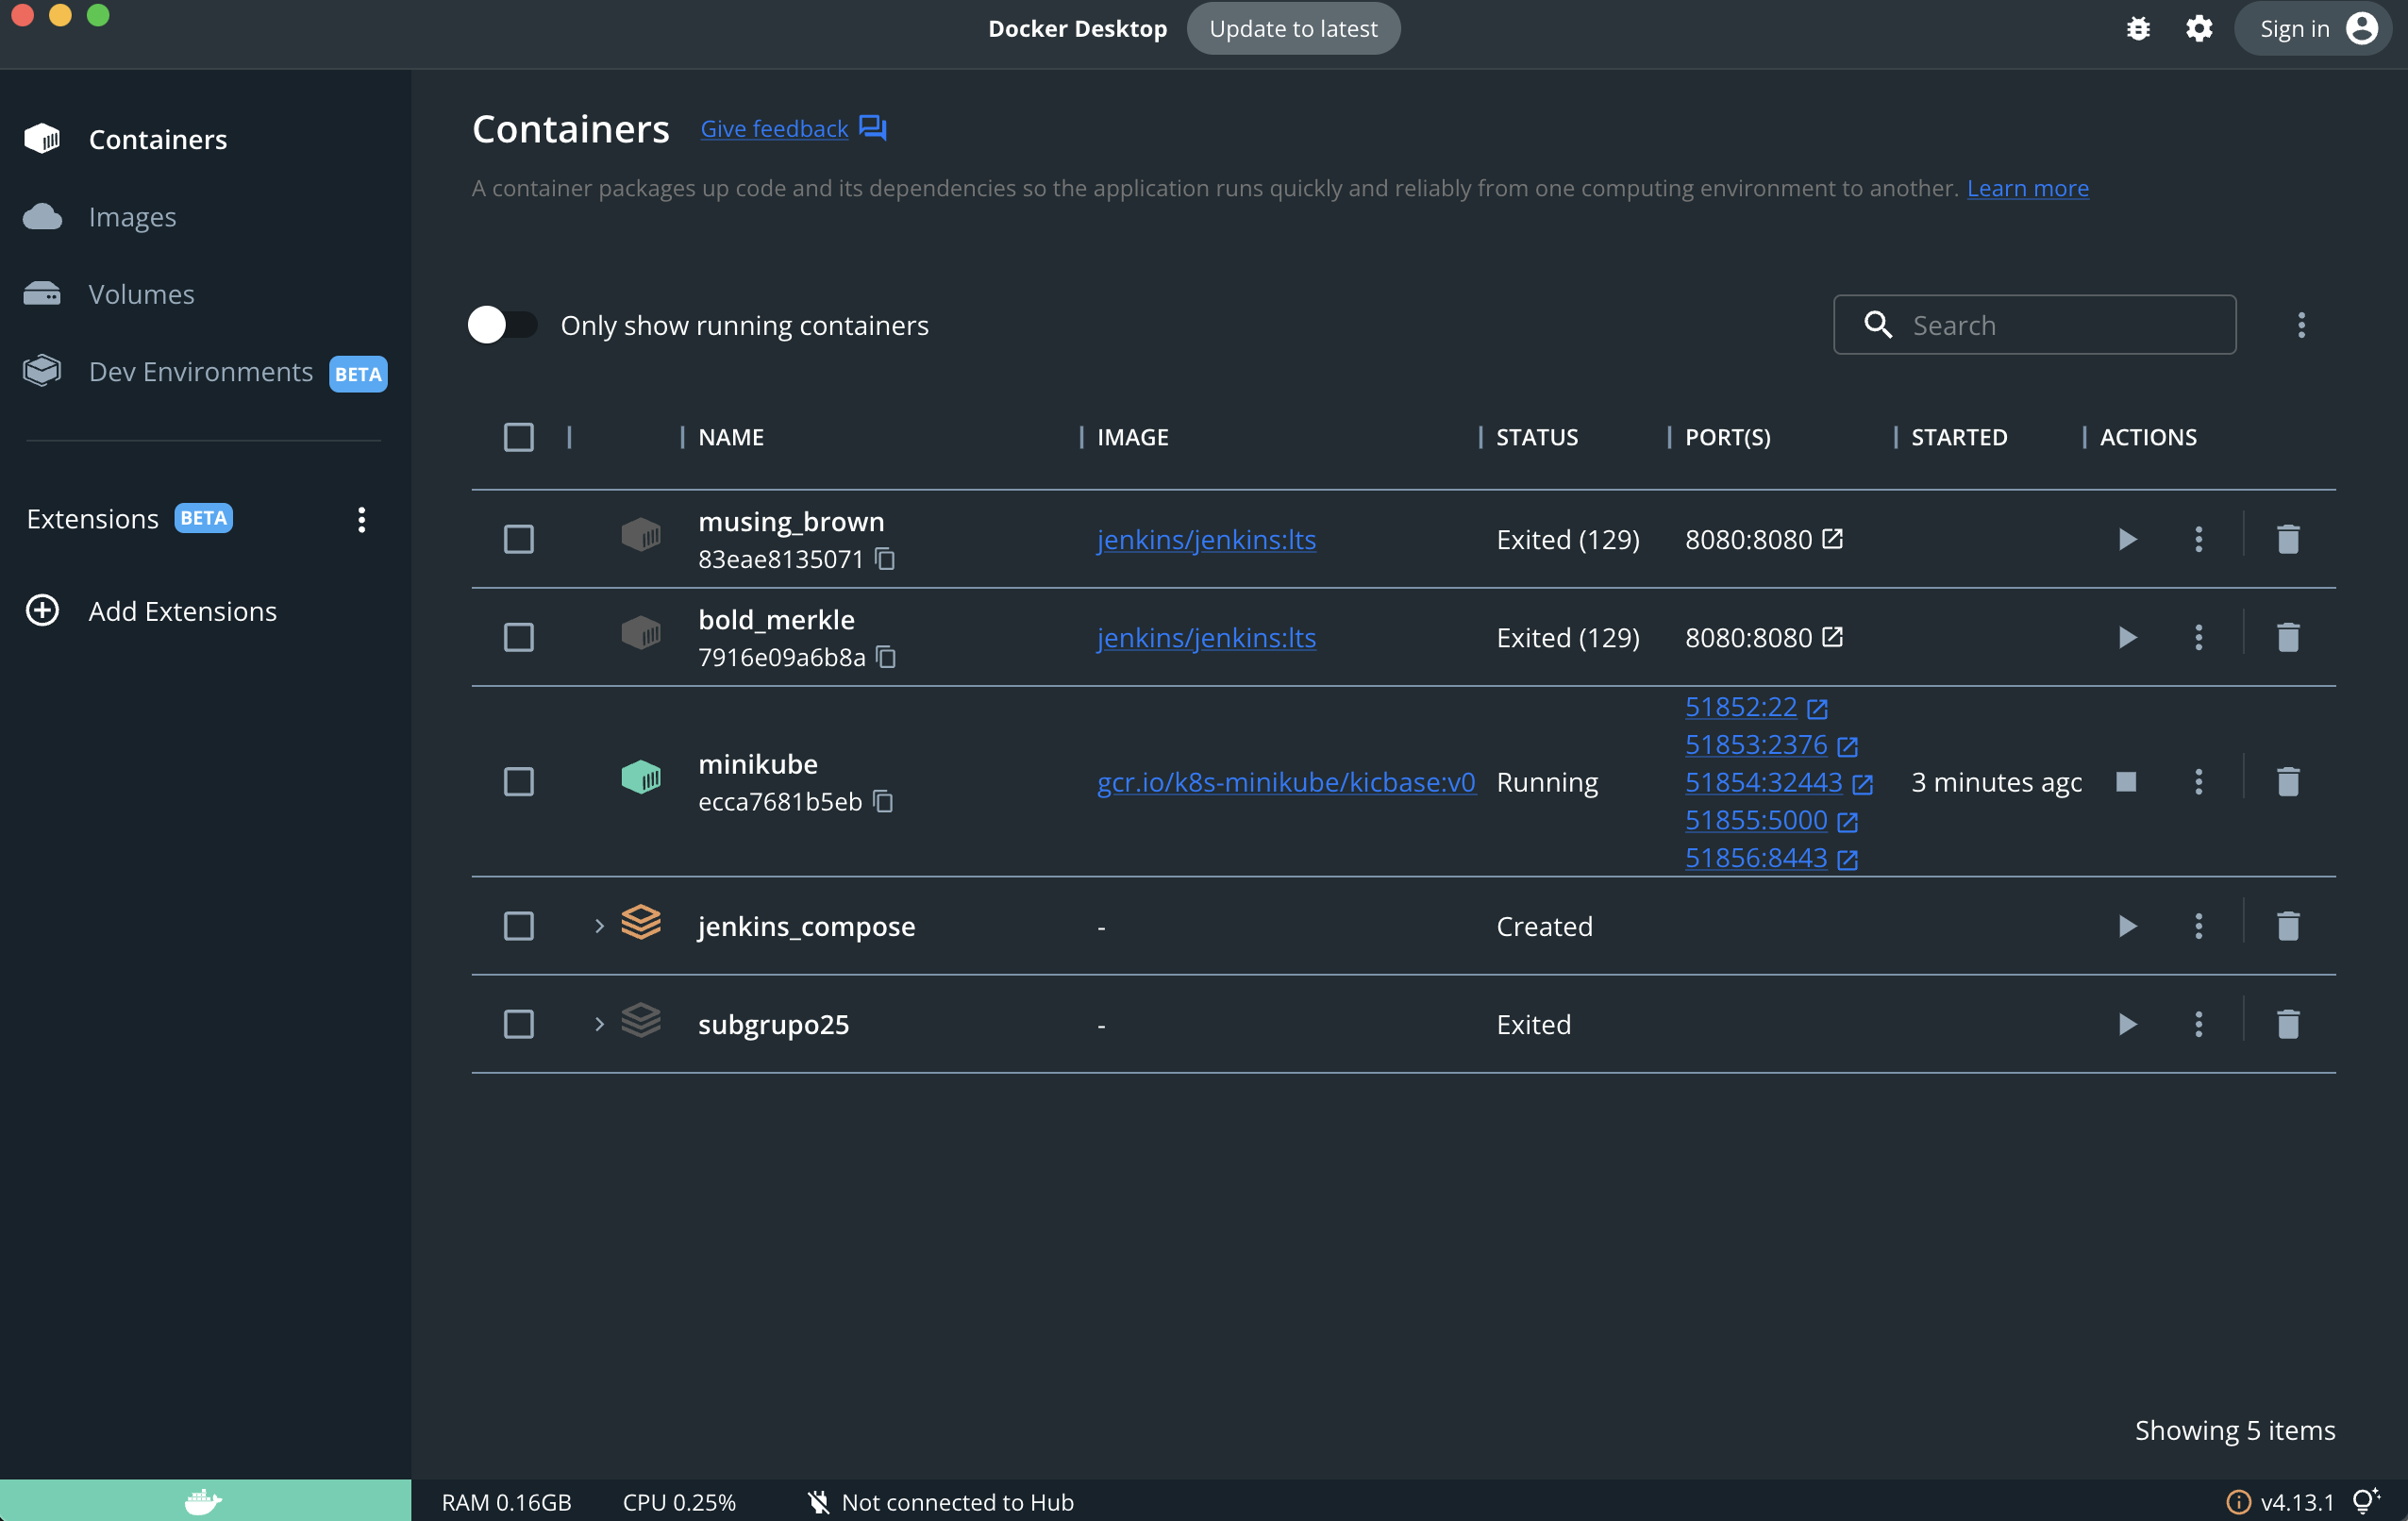 Docker Desktop
Update to latest
Sign in
Containers
Images
Volumes
Dev Environments BETA
Extensions BETA
Add Extensions
Containers Give feedback
A container packages up code and its dependencies so the application runs quickly and reliably from one computing environment to another. Learn more
Only show running containers
Search
NAME IMAGE STATUS PORT(S) STARTED ACTIONS
musing_brown
83eae8135071
jenkins/jenkins:lts
Exited (129)
8080:8080
bold_merkle
7916e09a6b8a
jenkins/jenkins:lts
Exited (129)
8080:8080
minikube
ecca7681b5eb
gcr.io/k8s-minikube/kicbase:v0
Running
51852:22
51853:2376
51854:32443
51855:5000
51856:8443
3 minutes agc
jenkins_compose
-
Created
subgrupo25
-
Exited
Showing 5 items
RAM 0.16GB CPU 0.25% Not connected to Hub
v4.13.1